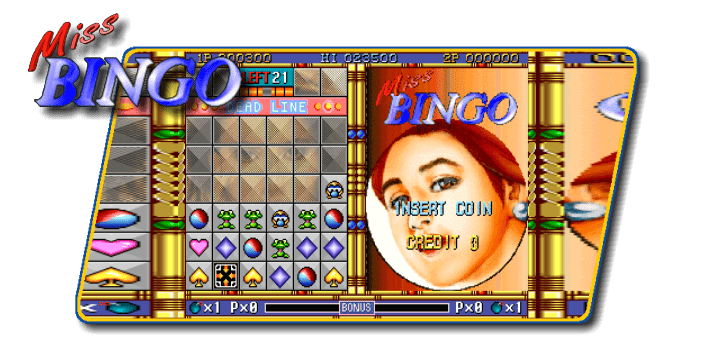 Miss
BINGO
1P 000300 HI 023500 2P 000000
LEFT 21
DEAD LINE
Miss
BINGO
INSERT COIN
CREDIT 0
×1 P×0 BONUS P×0 ×1